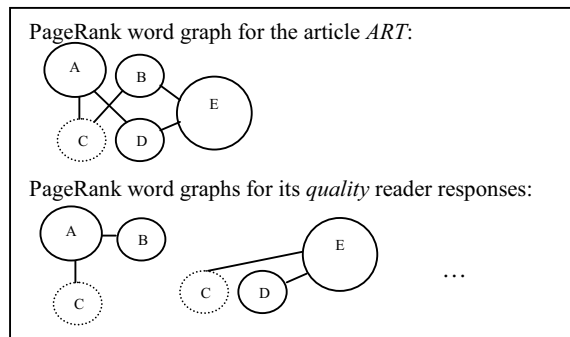 PageRank word graph for the article ART:
A
B
E
C
D
PageRank word graphs for its quality reader responses:
A
B
E
C
D
C
...